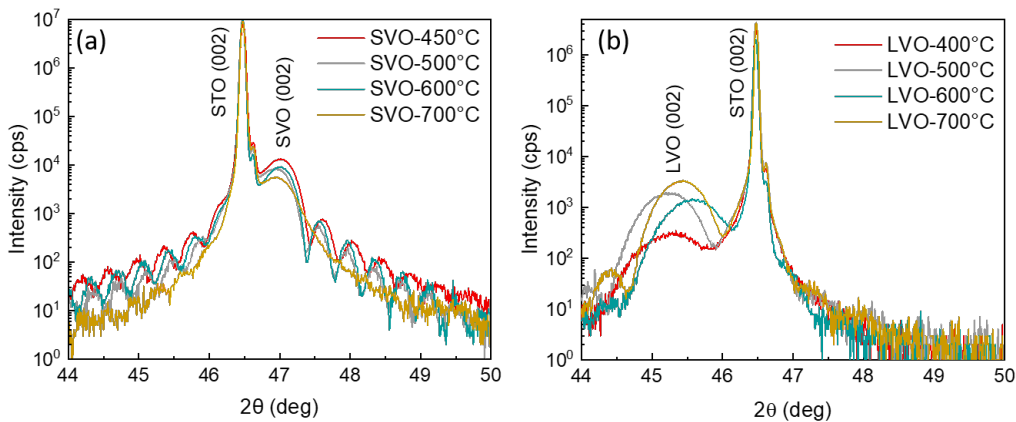 (a)
STO (002)
SVO (002)
SVO-450°C
SVO-500°C
SVO-600°C
SVO-700°C
Intensity (cps)
10⁷
10⁶
10⁵
10⁴
10³
10²
10¹
10⁰
44 45 46 47 48 49 50
2θ (deg)
(b)
LVO (002)
STO (002)
LVO-400°C
LVO-500°C
LVO-600°C
LVO-700°C
Intensity (cps)
10⁶
10⁵
10⁴
10³
10²
10¹
10⁰
44 45 46 47 48 49 50
2θ (deg)